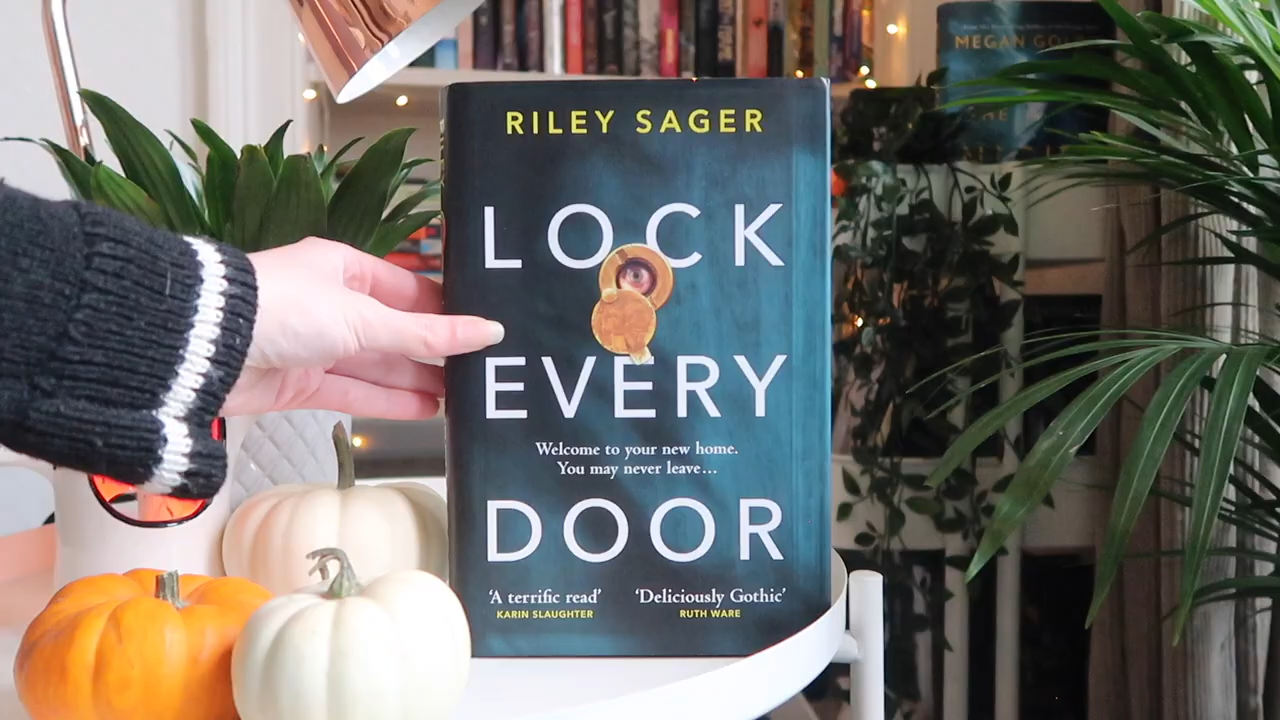 RILEY SAGER
LOCK
EVERY
Welcome to your new home.
You may never leave...
DOOR
'A terrific read'
KARIN SLAUGHTER
'Deliciously Gothic'
RUTH WARE
MEGAN